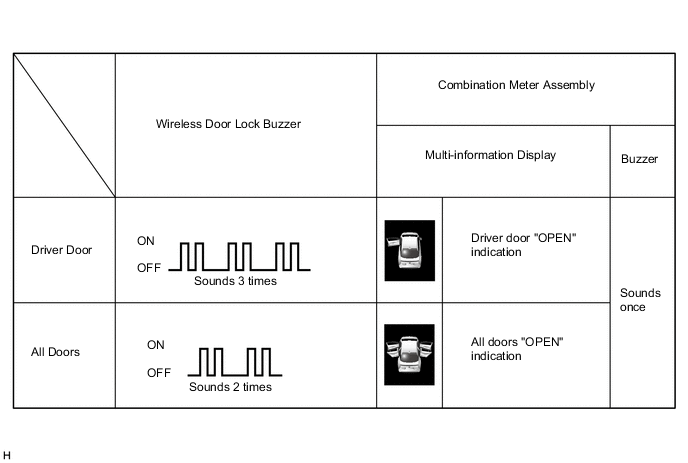 Combination Meter Assembly
Wireless Door Lock Buzzer
Multi-information Display
Buzzer
Driver Door
ON
OFF
Sounds 3 times
Driver door "OPEN"
indication
Sounds
once
All Doors
ON
OFF
Sounds 2 times
All doors "OPEN"
indication
H